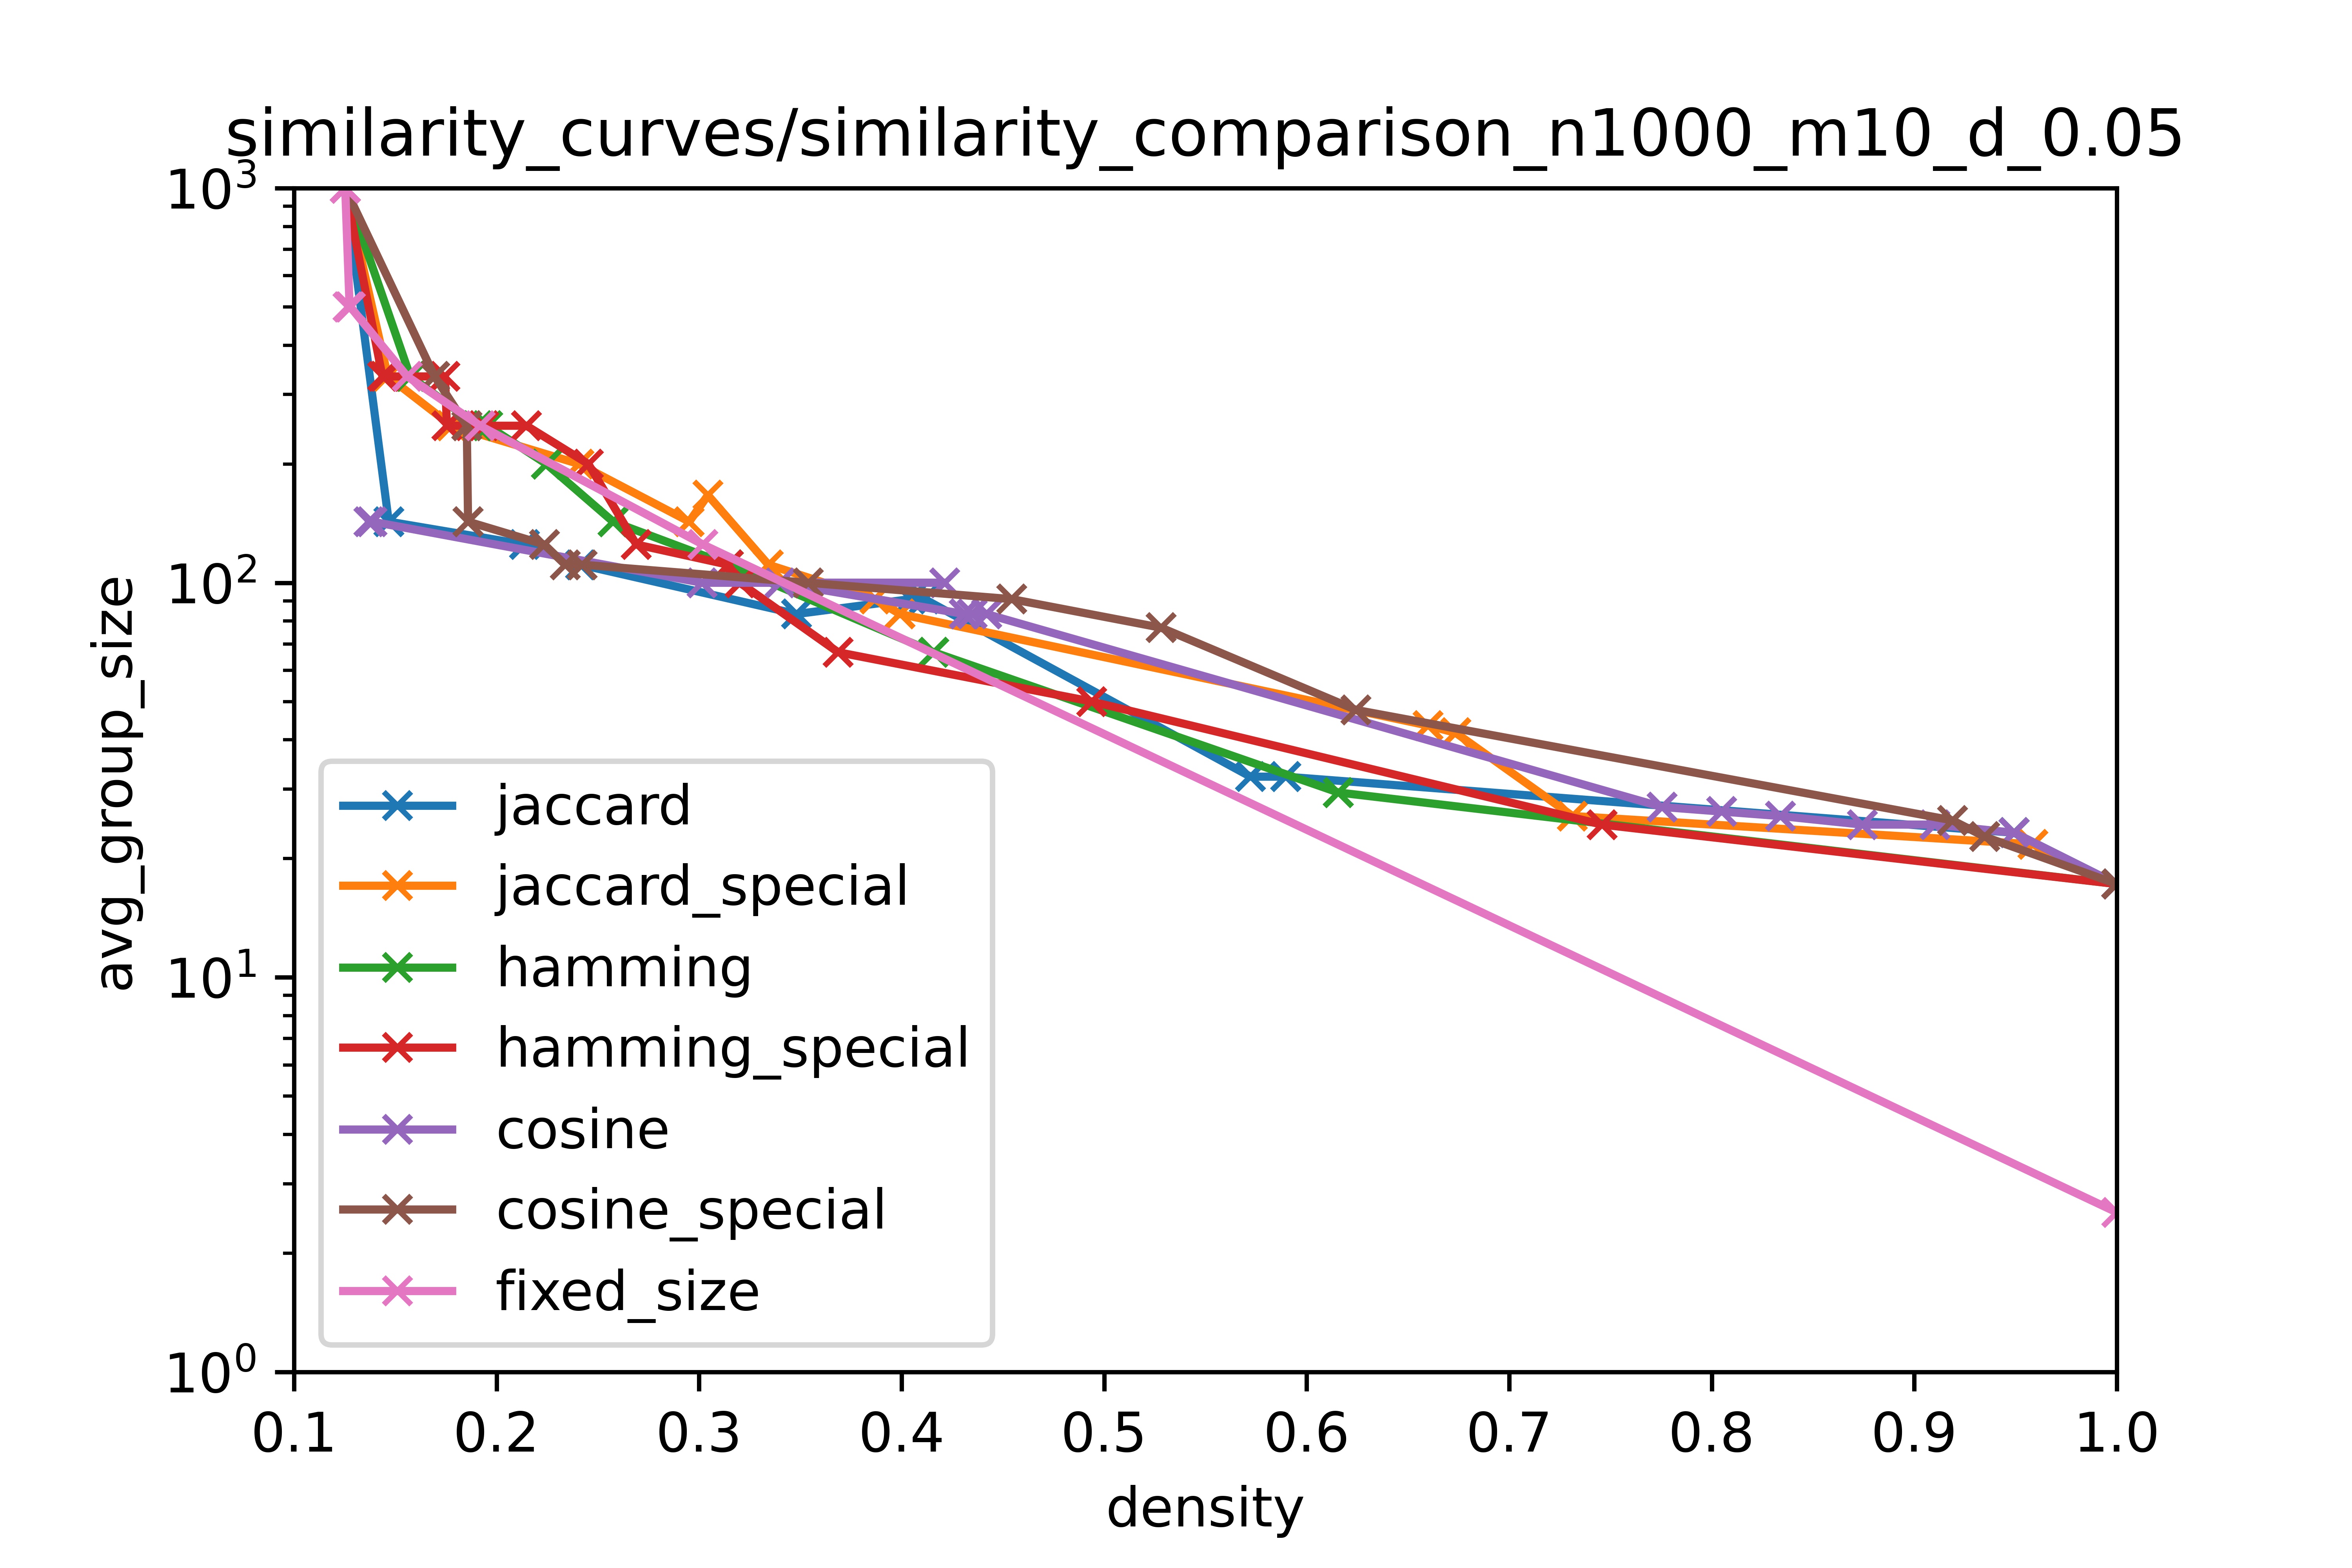 similarity_curves/similarity_comparison_n1000_m10_d_0.05
10³
10²
10¹
10⁰
avg_group_size
jaccard
jaccard_special
hamming
hamming_special
cosine
cosine_special
fixed_size
0.1 0.2 0.3 0.4 0.5 0.6 0.7 0.8 0.9 1.0
density